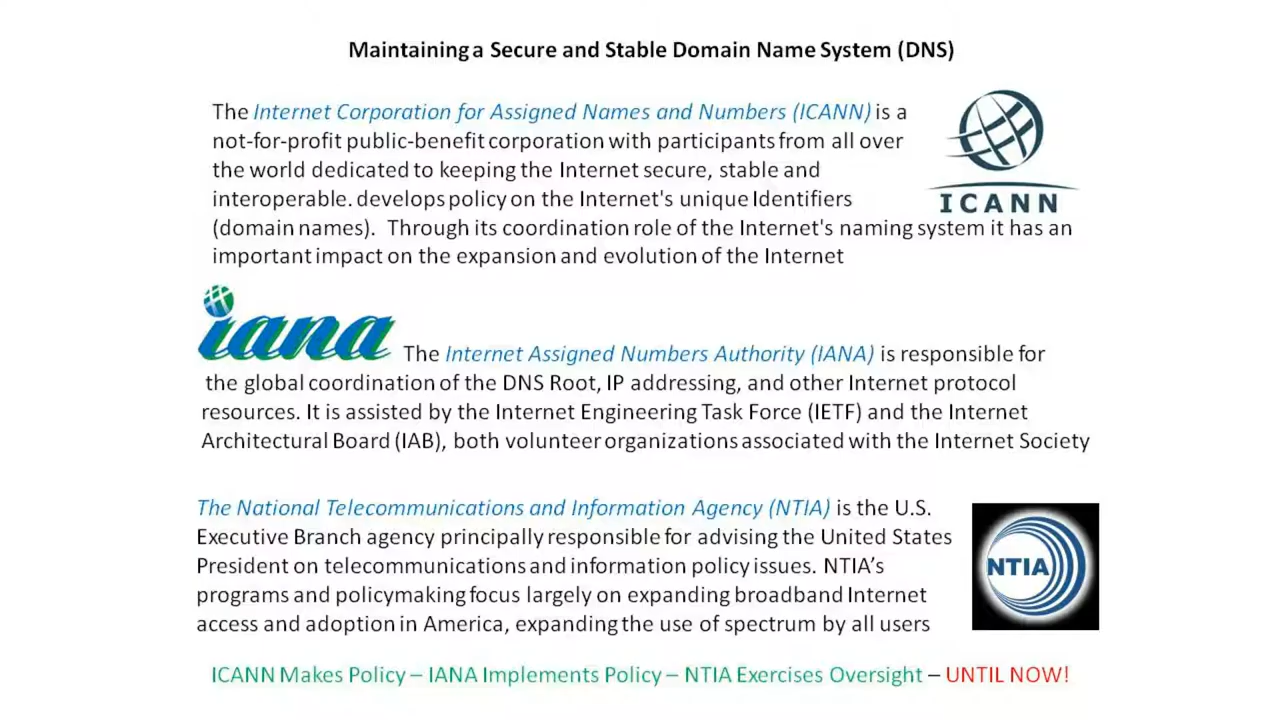 Maintaining a Secure and Stable Domain Name System (DNS)
The Internet Corporation for Assigned Names and Numbers (ICANN) is a
not-for-profit public-benefit corporation with participants from all over
the world dedicated to keeping the Internet secure, stable and
interoperable. develops policy on the Internet's unique Identifiers
(domain names).  Through its coordination role of the Internet's naming system it has an
important impact on the expansion and evolution of the Internet
ICANN
iana
The Internet Assigned Numbers Authority (IANA) is responsible for
the global coordination of the DNS Root, IP addressing, and other Internet protocol
resources. It is assisted by the Internet Engineering Task Force (IETF) and the Internet
Architectural Board (IAB), both volunteer organizations associated with the Internet Society
The National Telecommunications and Information Agency (NTIA) is the U.S.
Executive Branch agency principally responsible for advising the United States
President on telecommunications and information policy issues. NTIA’s
programs and policymaking focus largely on expanding broadband Internet
access and adoption in America, expanding the use of spectrum by all users
NTIA
ICANN Makes Policy – IANA Implements Policy – NTIA Exercises Oversight – UNTIL NOW!